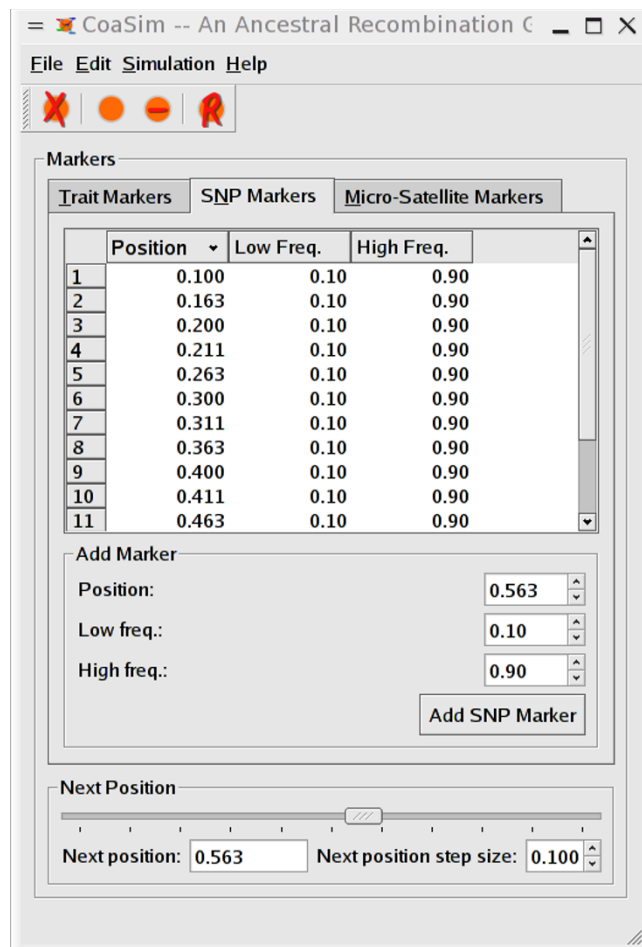 CoaSim -- An Ancestral Recombination G
File Edit Simulation Help
X R
Markers
Trait Markers SNP Markers Micro-Satellite Markers
Position Low Freq. High Freq.
1 0.100 0.10 0.90
2 0.163 0.10 0.90
3 0.200 0.10 0.90
4 0.211 0.10 0.90
5 0.263 0.10 0.90
6 0.300 0.10 0.90
7 0.311 0.10 0.90
8 0.363 0.10 0.90
9 0.400 0.10 0.90
10 0.411 0.10 0.90
11 0.463 0.10 0.90
Add Marker
Position: 0.563
Low freq.: 0.10
High freq.: 0.90
Add SNP Marker
Next Position
Next position: 0.563 Next position step size: 0.100